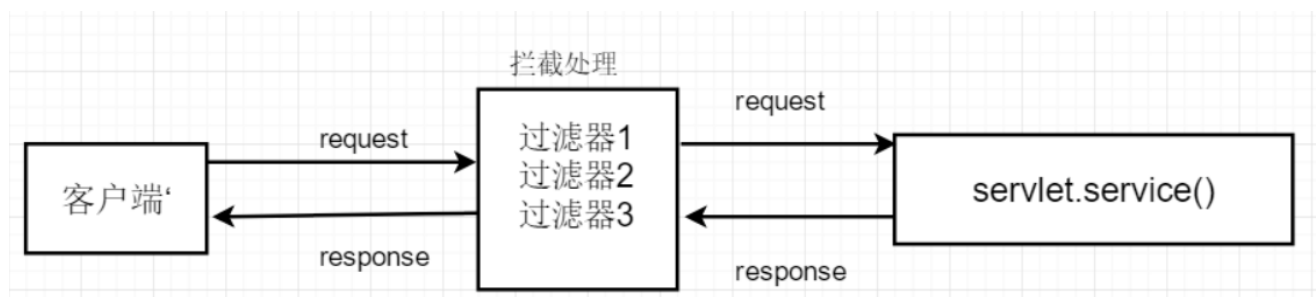 拦截处理
request
request
过滤器1
过滤器2
过滤器3
客户端‘
servlet.service()
response
response